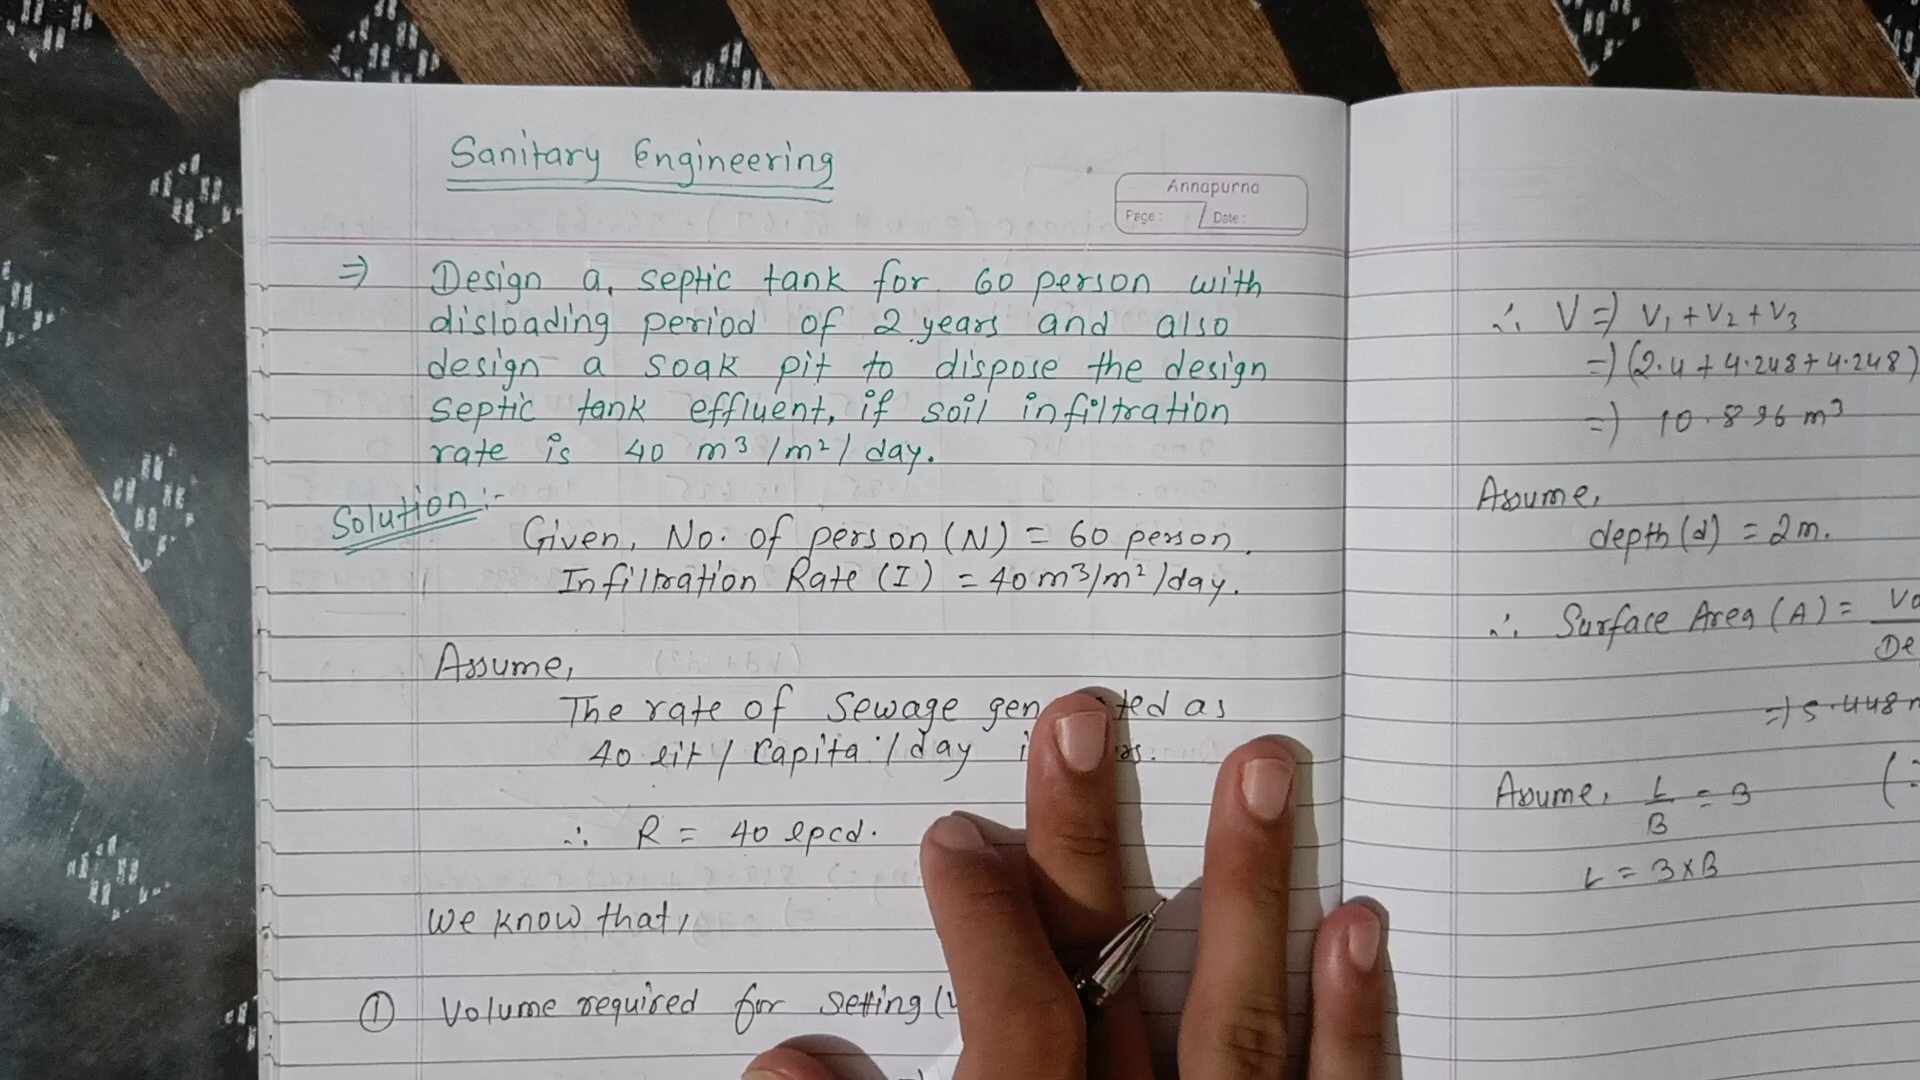 Sanitary Engineering
Annapurna
Page: Date:
⇒ Design a septic tank for 60 person with
disloading period of 2 years and also
design a soak pit to dispose the design
septic tank effluent, if soil infiltration
rate is 40 m³/m²/day.
Solution:-
Given, No. of person (N) = 60 person.
Infiltration Rate (I) = 40 m³/m²/day.
Assume,
The rate of sewage as
40 lit / Capita / day
∴ R = 40 lpcd.
We know that,
① Volume required for setting
∴ V ⇒ V₁ + V₂ + V₃
⇒ (2.4 + 4.248 + 4.248)
⇒ 10.896 m³
Assume,
depth (d) = 2m.
∴ Surface Area (A) =
⇒ 5.448
Assume, L/B = 3
L = 3×B